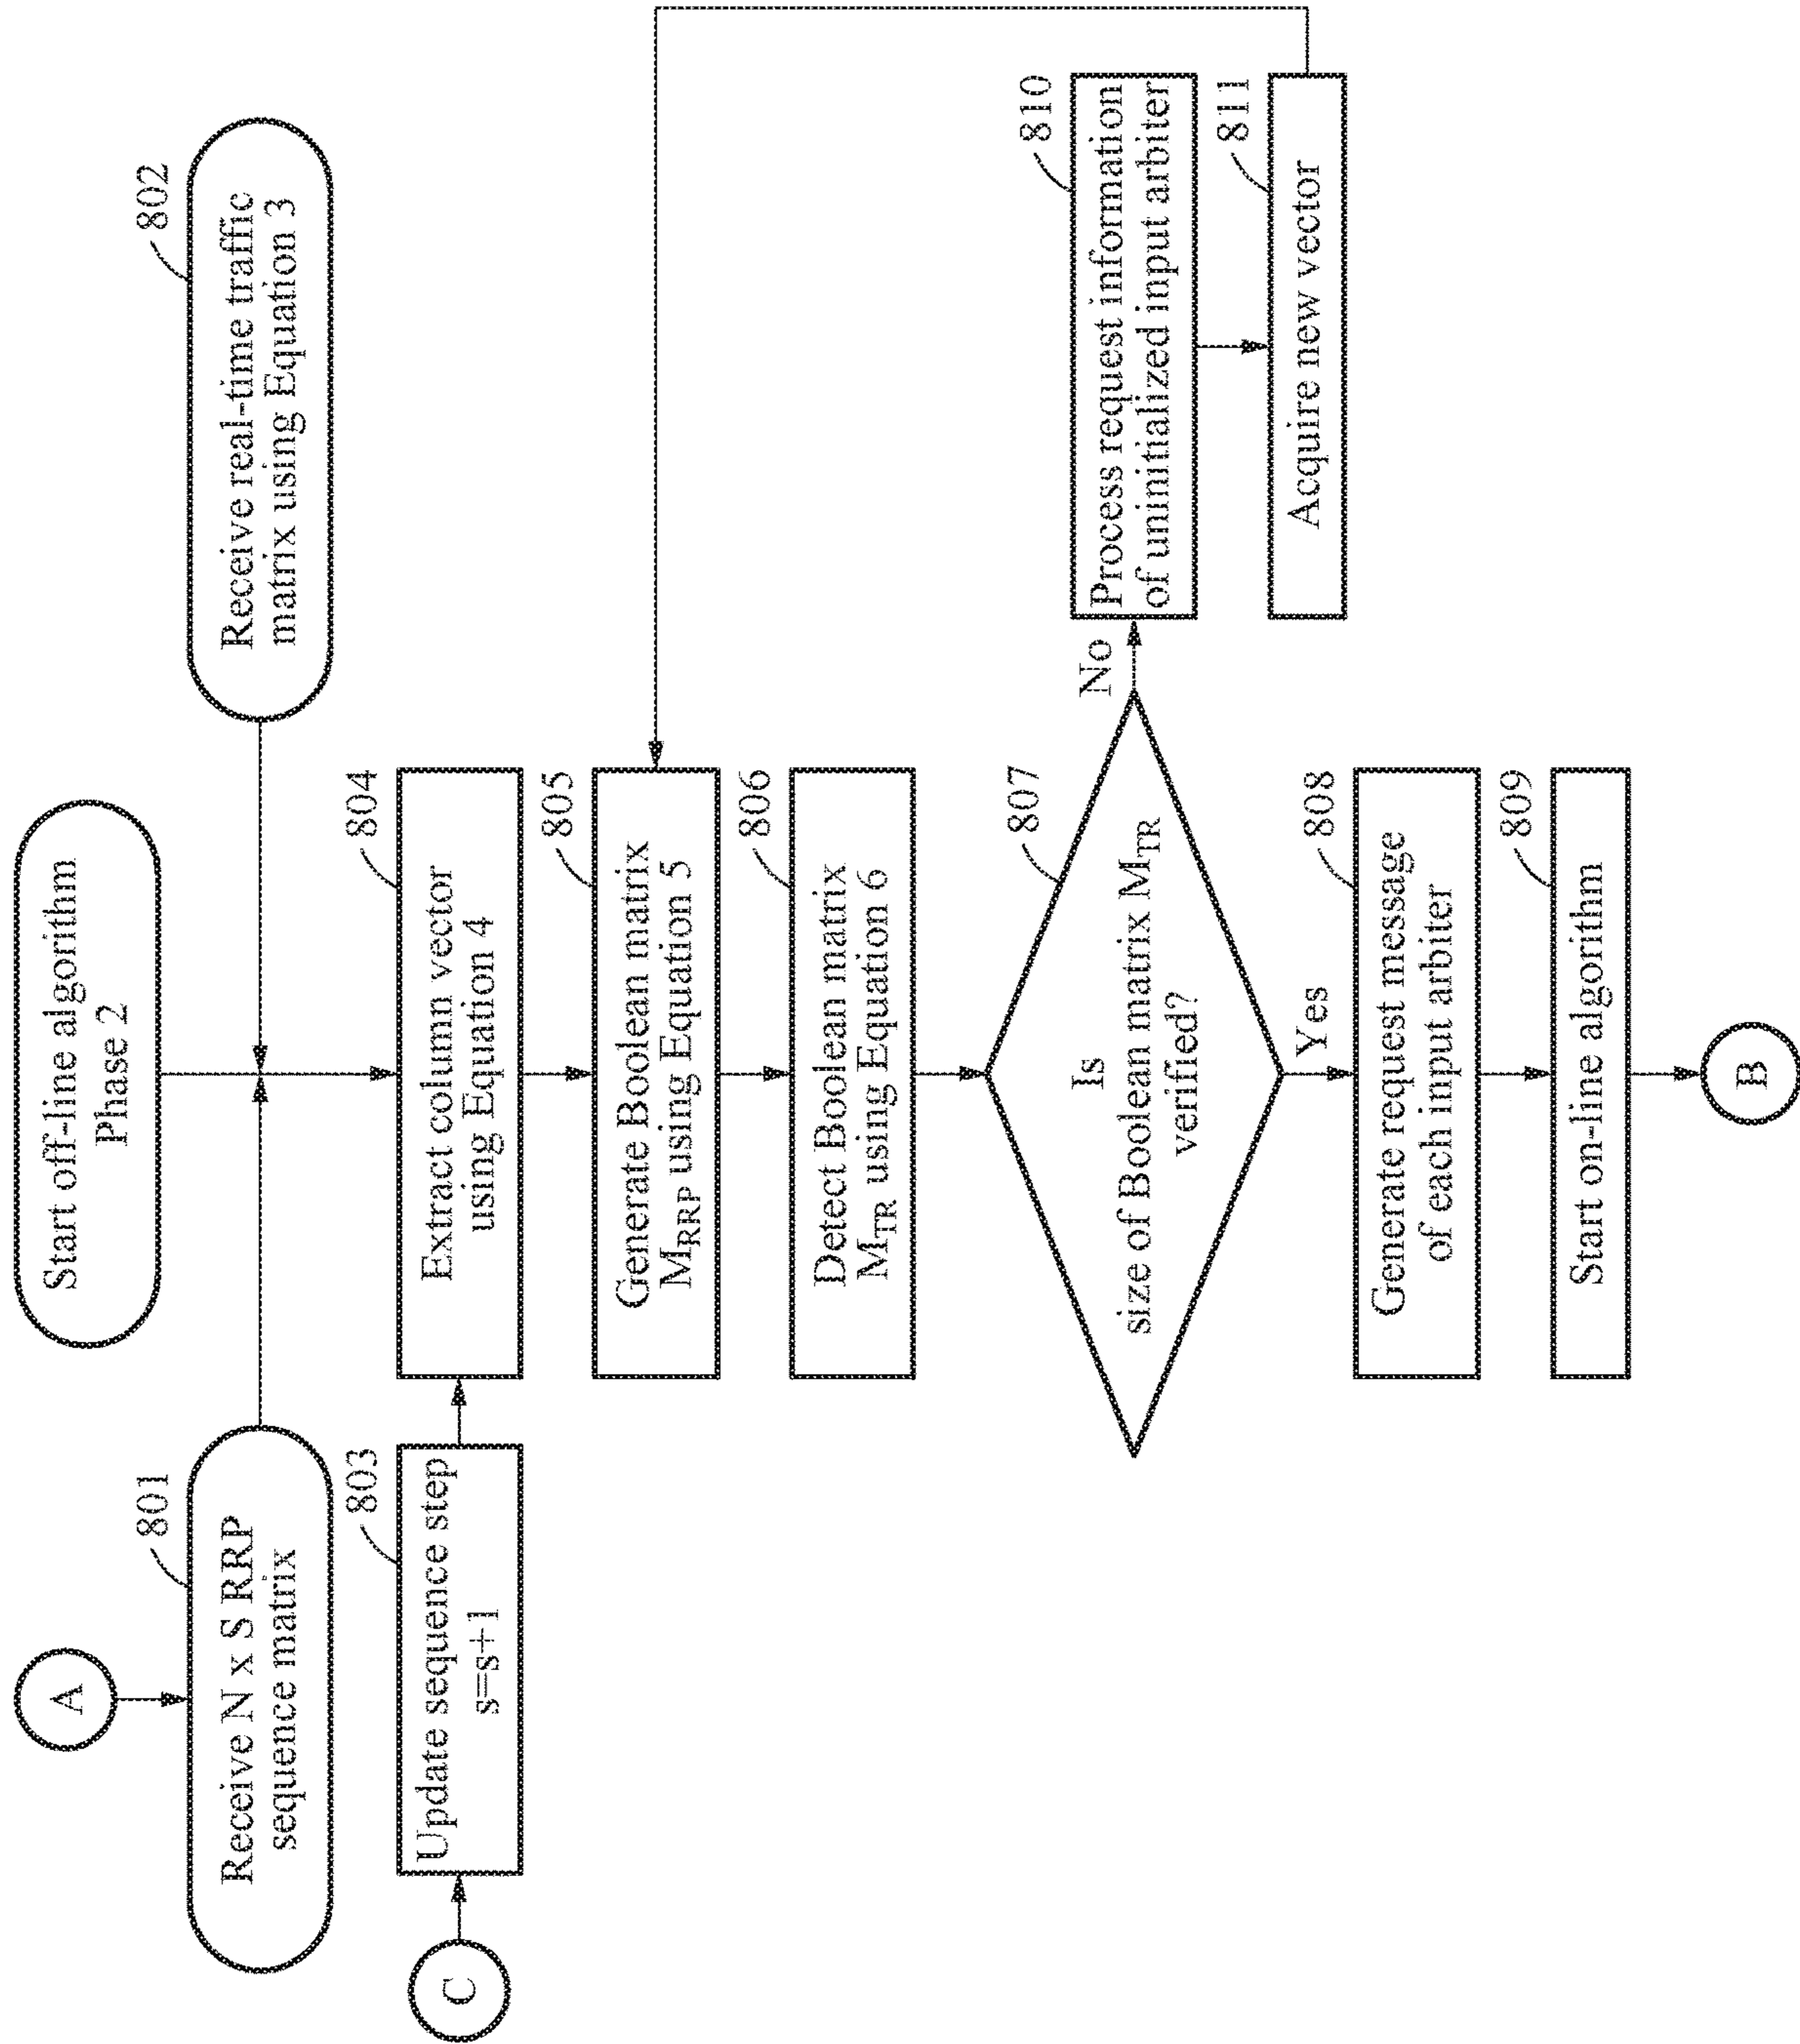 Start off-line algorithm
Phase 2
A
801
Receive N x S RRP
sequence matrix
802
Receive real-time traffic
matrix using Equation 3
C
803
Update sequence step
s=s+1
804
Extract column vector
using Equation 4
805
Generate Boolean matrix
MRRP using Equation 5
806
Detect Boolean matrix
MTR using Equation 6
807
Is
size of Boolean matrix MTR
verified?
No
810
Process request information
of uninitialized input arbiter
811
Acquire new vector
Yes
808
Generate request message
of each input arbiter
809
Start on-line algorithm
B